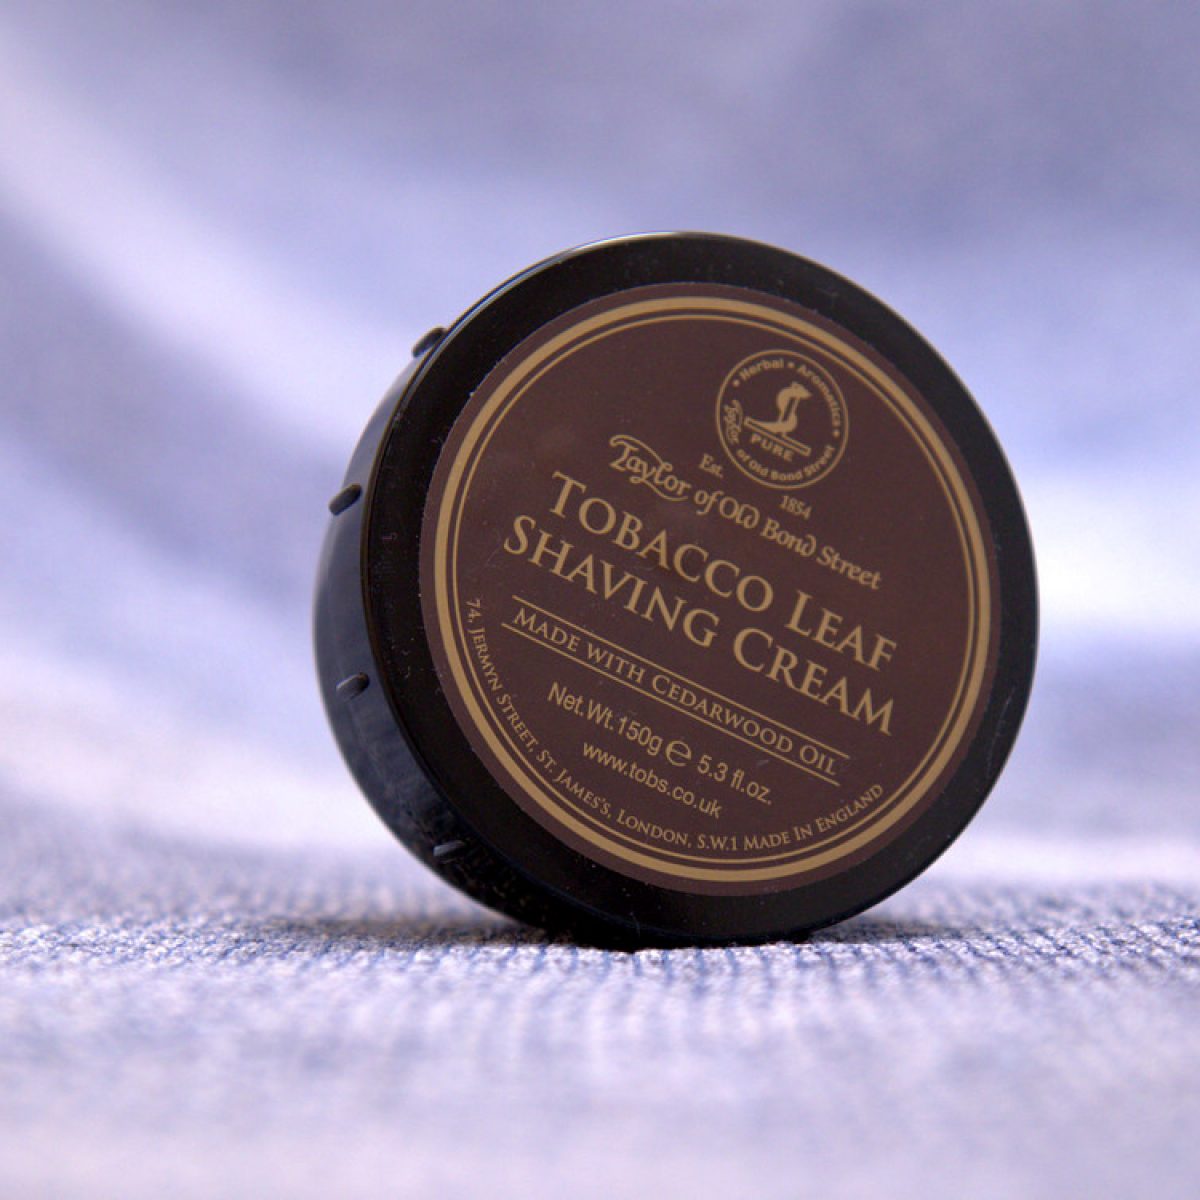 Herbal • Aromatics
PURE
Taylor of Old Bond Street
Est. 1854
Taylor of Old Bond Street
TOBACCO LEAF
SHAVING CREAM
MADE WITH CEDARWOOD OIL
Net.Wt.150g ℮ 5.3 fl.oz.
www.tobs.co.uk
74, JERMYN STREET, ST. JAMES'S, LONDON, S.W.1 MADE IN ENGLAND